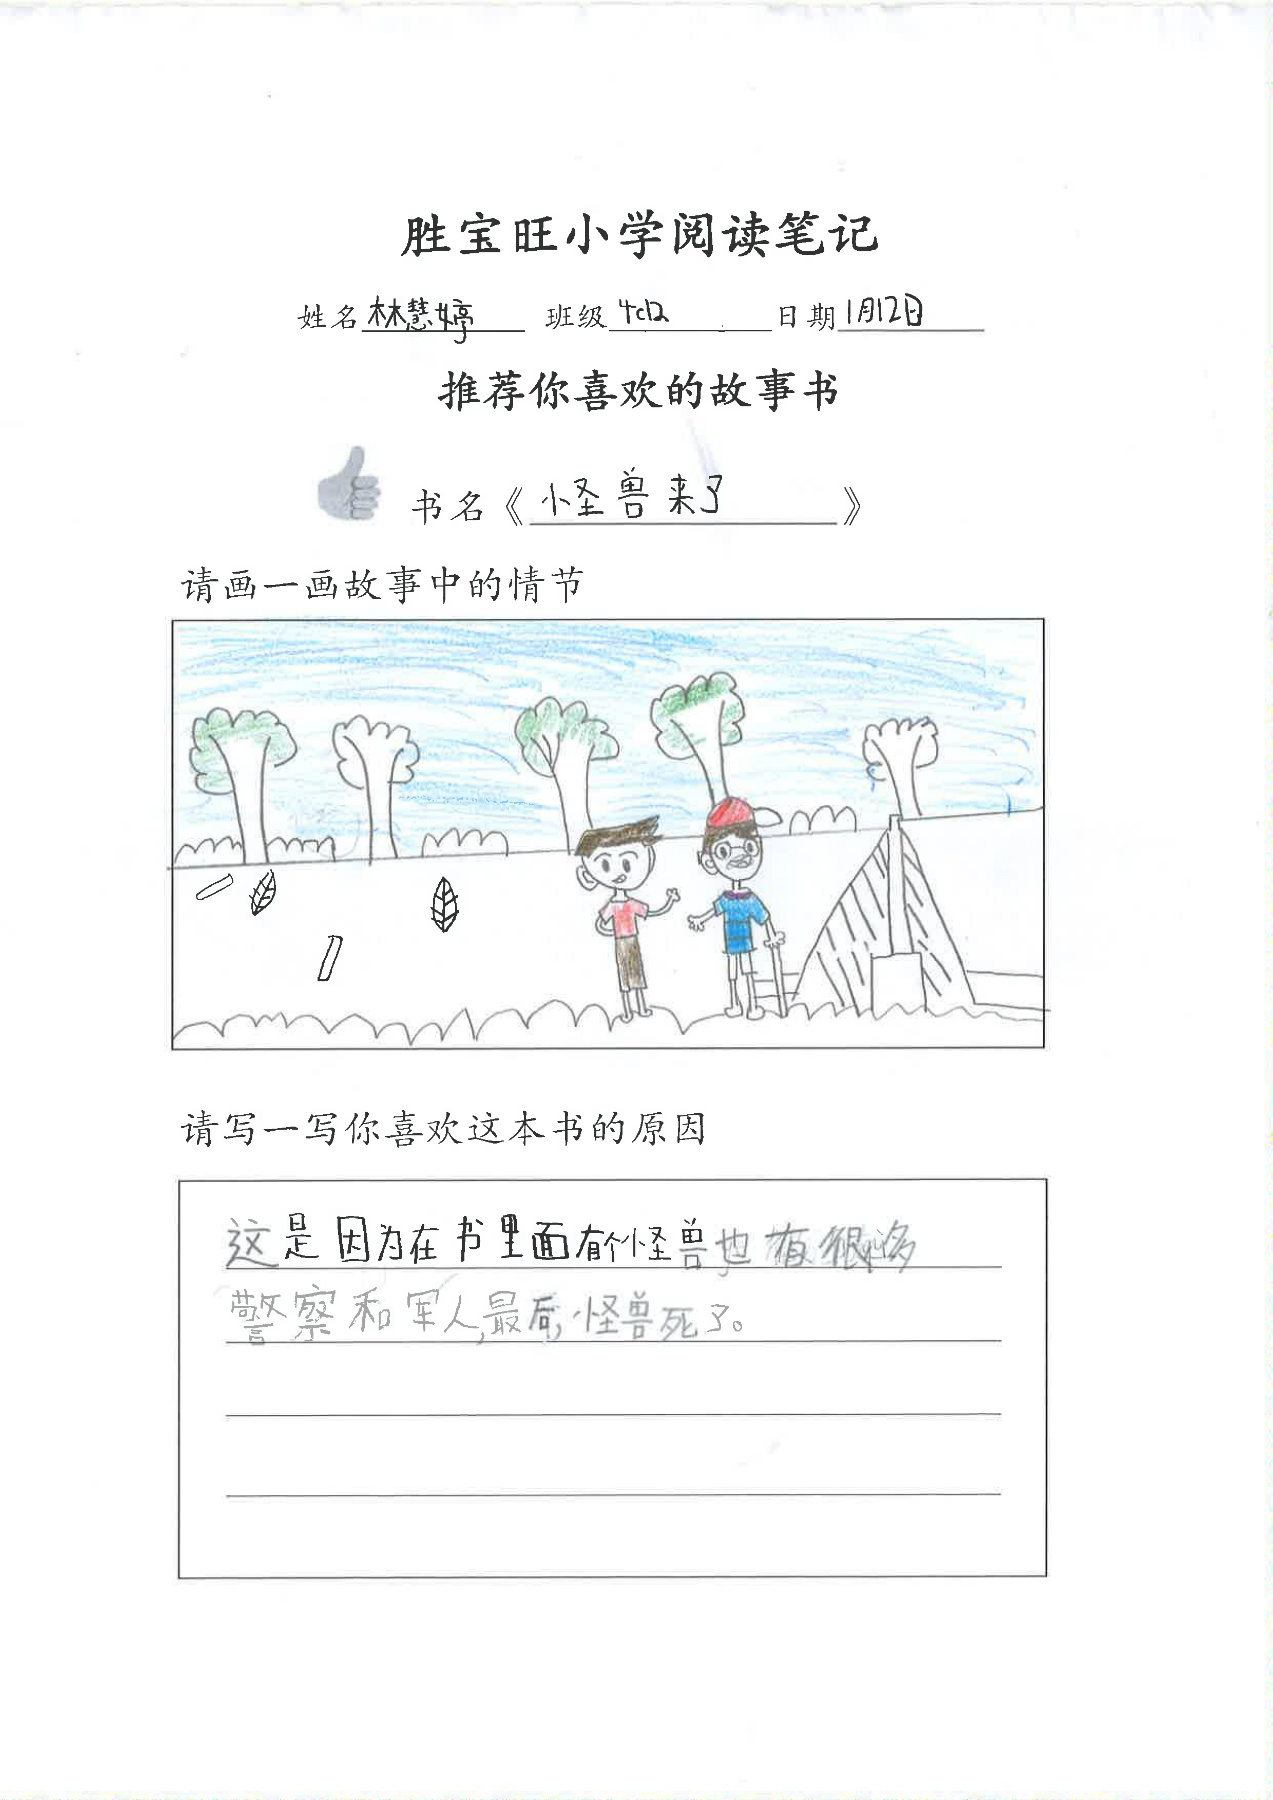 胜宝旺小学阅读笔记
姓名林慧婷 班级4cl2 日期1月12日
推荐你喜欢的故事书
书名《怪兽来了》
请画一画故事中的情节
请写一写你喜欢这本书的原因
这是因为在书里面有个怪兽也有很多
警察和军人,最后,怪兽死了。